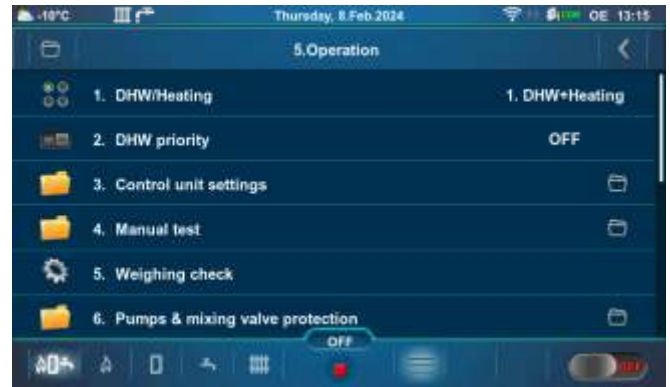 -10°C Thursday, 8.Feb.2024 OE 13:15
5.Operation
1. DHW/Heating 1. DHW+Heating
2. DHW priority OFF
3. Control unit settings
4. Manual test
5. Weighing check
6. Pumps & mixing valve protection
OFF
OFF